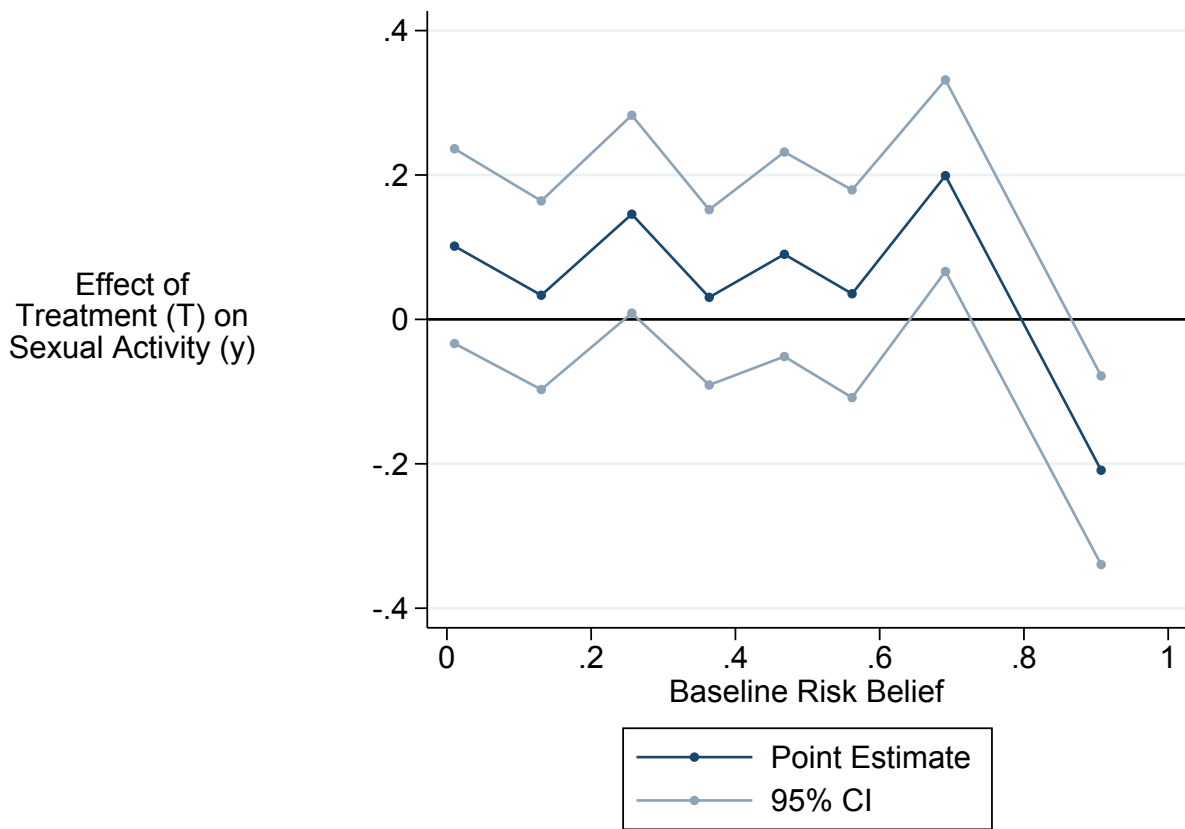 Effect of
Treatment (T) on
Sexual Activity (y)
.4
.2
0
-.2
-.4
0 .2 .4 .6 .8 1
Baseline Risk Belief
Point Estimate
95% CI